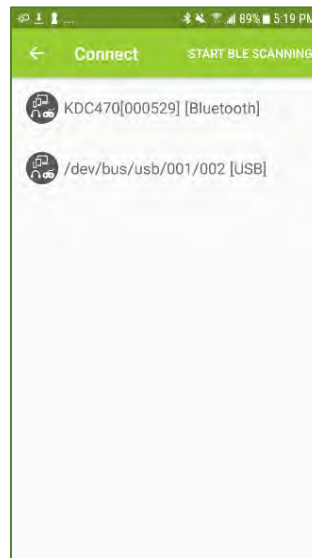 ... 89% 5:19 PM
Connect START BLE SCANNING
KDC470[000529] [Bluetooth]
/dev/bus/usb/001/002 [USB]